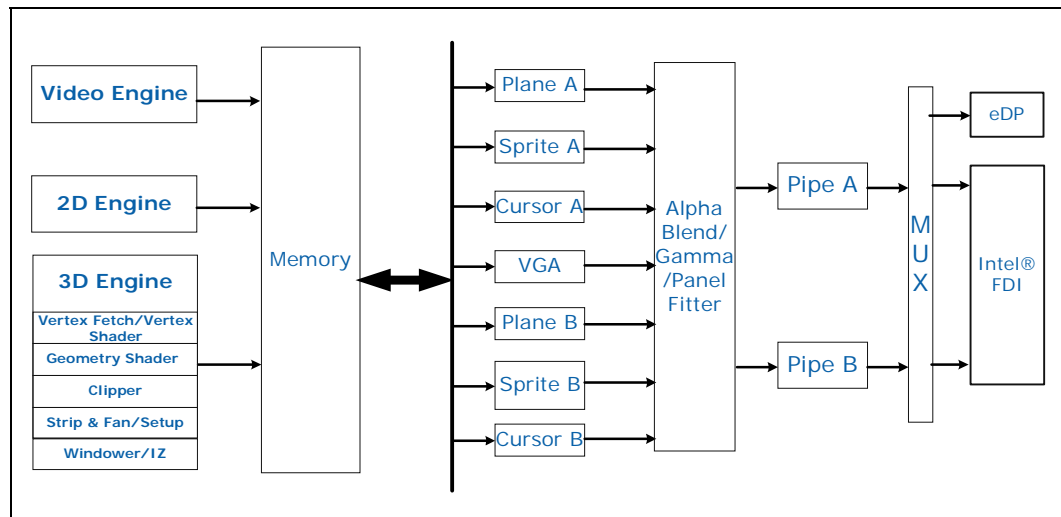 Video Engine
2D Engine
3D Engine
Vertex Fetch/Vertex
Shader
Geometry Shader
Clipper
Strip & Fan/Setup
Windower/IZ
Memory
Plane A
Sprite A
Cursor A
VGA
Plane B
Sprite B
Cursor B
Alpha
Blend/
Gamma
/Panel
Fitter
Pipe A
Pipe B
M
U
X
eDP
Intel®
FDI